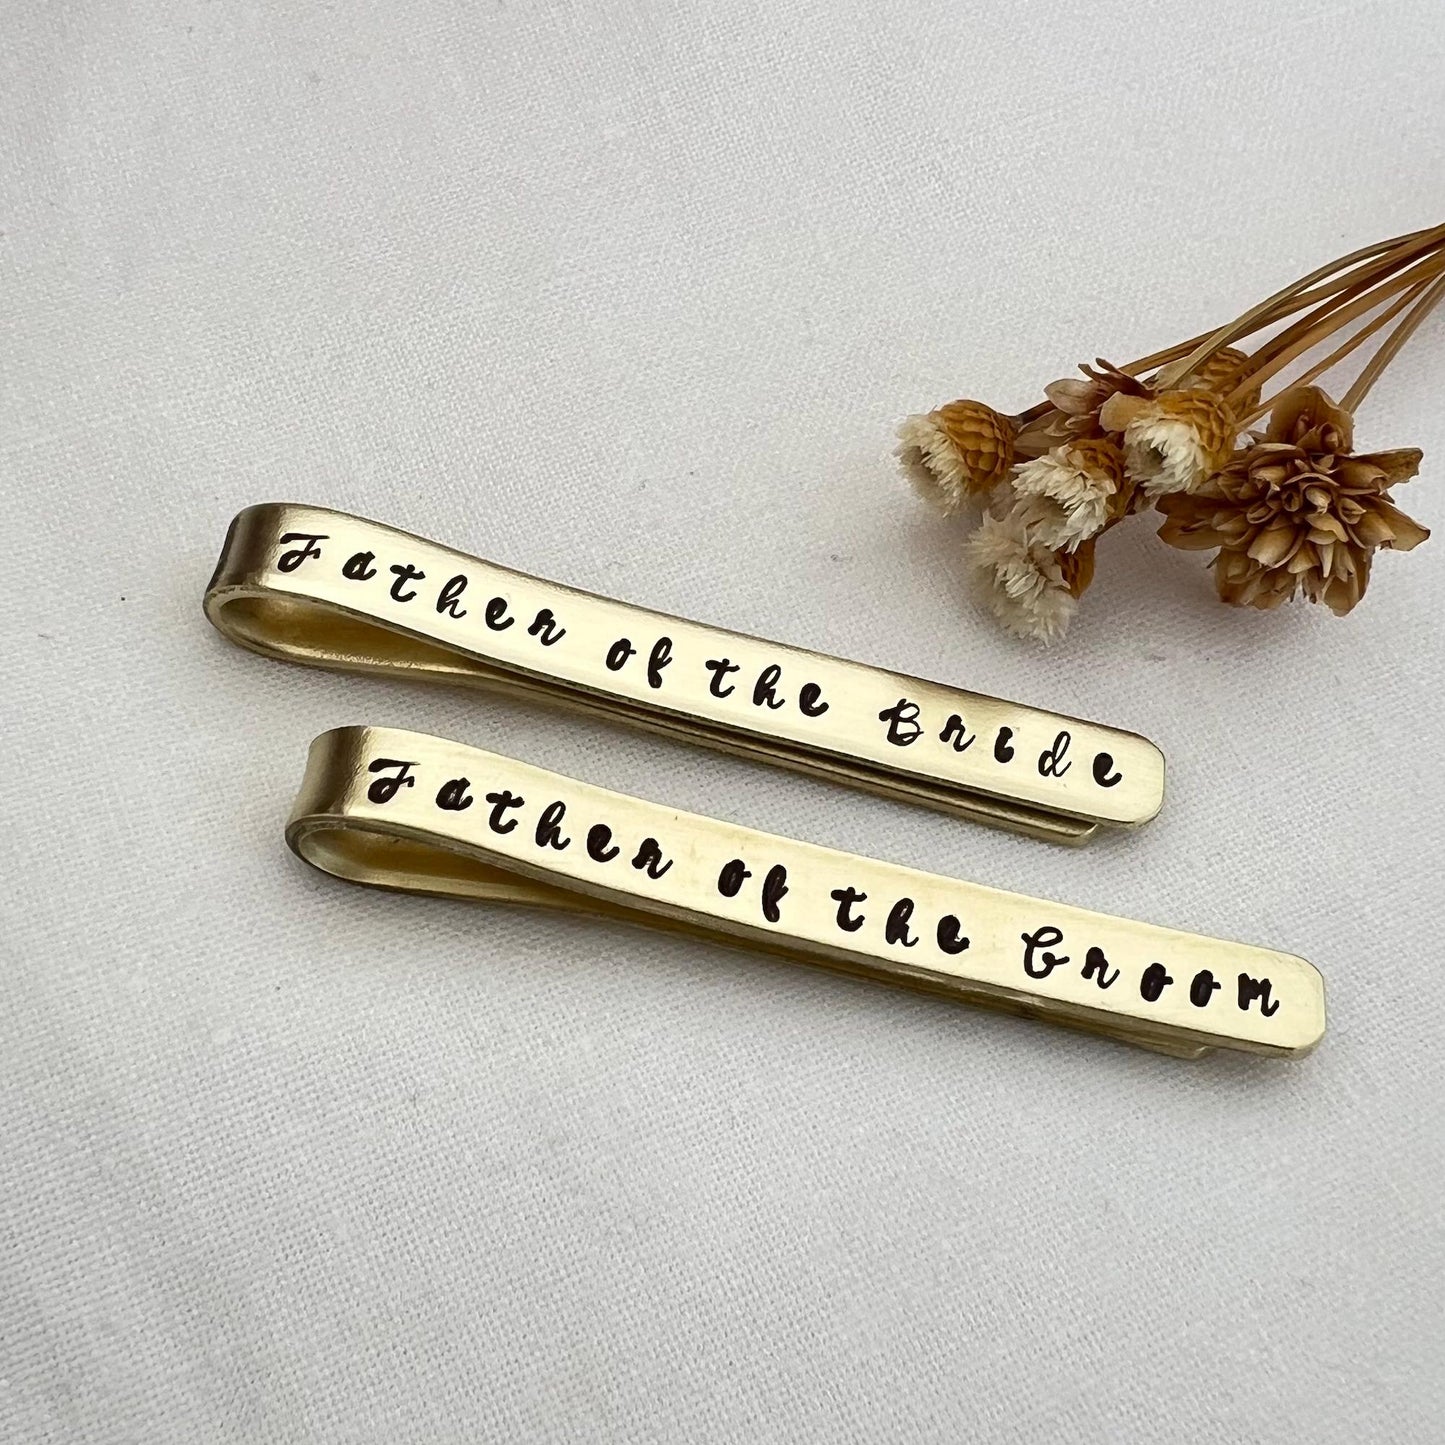 Father of the Bride
Father of the Groom